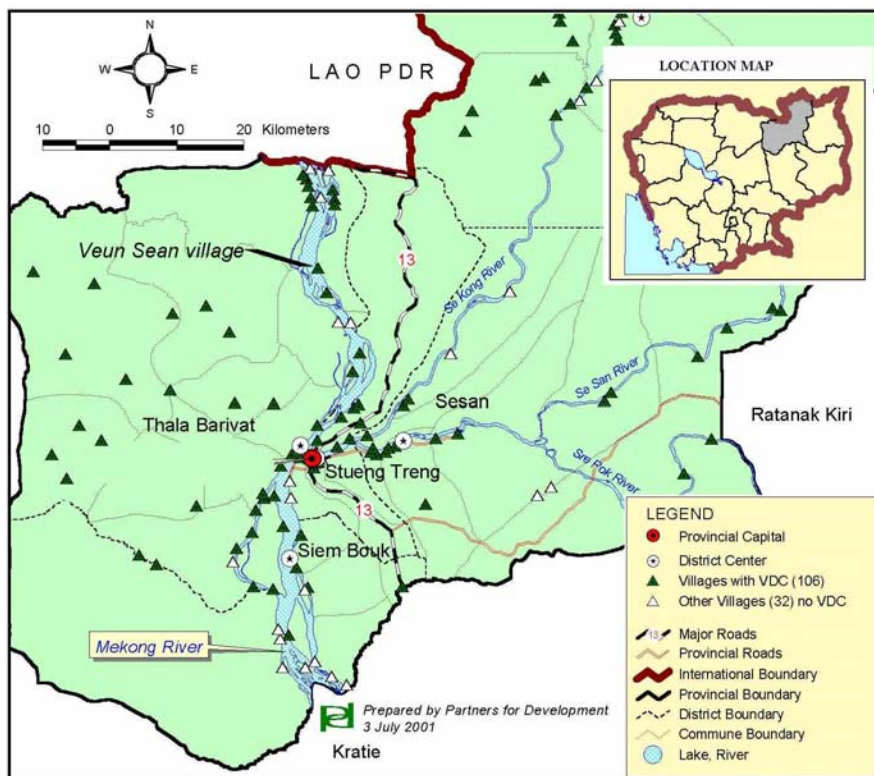 N
W E
S
LAO PDR
10 0 10 20 Kilometers
LOCATION MAP
Veun Sean village
13
Se Kong River
Se San River
Sesan
Ratanak Kiri
Thala Barivat
Stueng Treng
Sre Pok River
13
Siem Bouk
Mekong River
Prepared by Partners for Development
3 July 2001
Kratie
LEGEND
Provincial Capital
District Center
Villages with VDC (106)
Other Villages (32) no VDC
13 Major Roads
Provincial Roads
International Boundary
Provincial Boundary
District Boundary
Commune Boundary
Lake, River